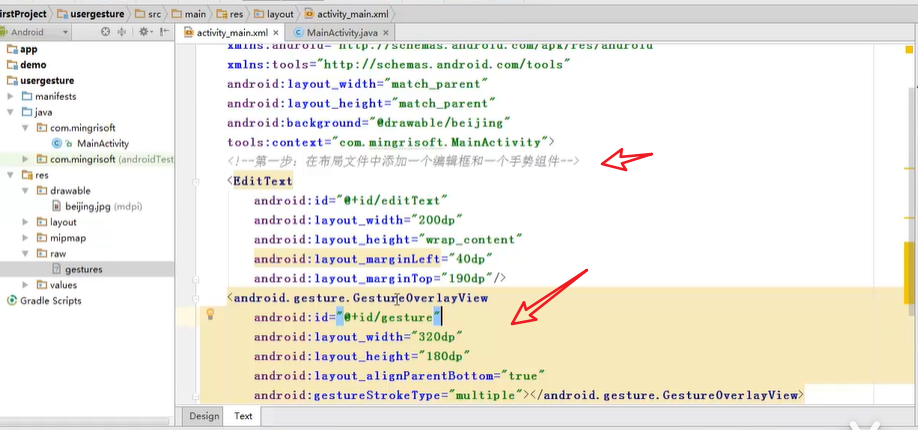 firstProject usergesture src main res layout activity_main.xml
Android
activity_main.xml × MainActivity.java ×
app
demo
usergesture
manifests
java
com.mingrisoft
MainActivity
com.mingrisoft (androidTest
res
drawable
beijing.jpg (mdpi)
layout
mipmap
raw
gestures
values
Gradle Scripts
xmlns:android="http://schemas.android.com/apk/res/android"
xmlns:tools="http://schemas.android.com/tools"
android:layout_width="match_parent"
android:layout_height="match_parent"
android:background="@drawable/beijing"
tools:context="com.mingrisoft.MainActivity">
<!--第一步：在布局文件中添加一个编辑框和一个手势组件-->
<EditText
android:id="@+id/editText"
android:layout_width="200dp"
android:layout_height="wrap_content"
android:layout_marginLeft="40dp"
android:layout_marginTop="190dp"/>
<android.gesture.GestureOverlayView
android:id="@+id/gesture"
android:layout_width="320dp"
android:layout_height="180dp"
android:layout_alignParentBottom="true"
android:gestureStrokeType="multiple"></android.gesture.GestureOverlayView>
Design Text